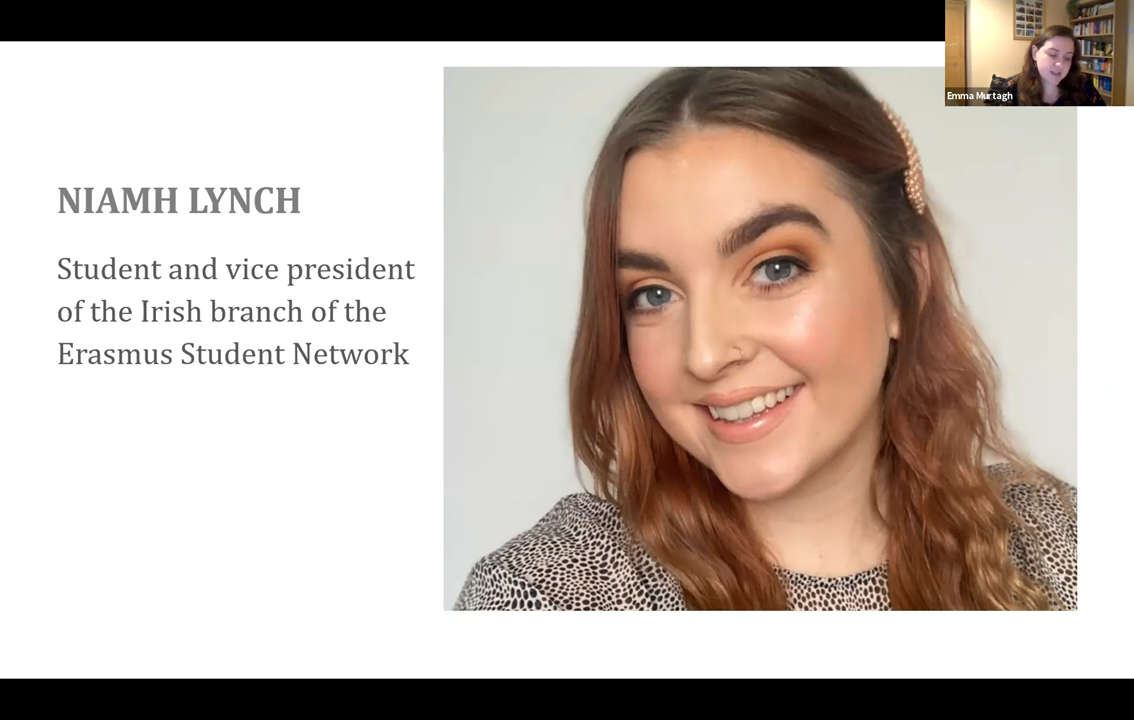 NIAMH LYNCH
Student and vice president
of the Irish branch of the
Erasmus Student Network
Emma Murtagh